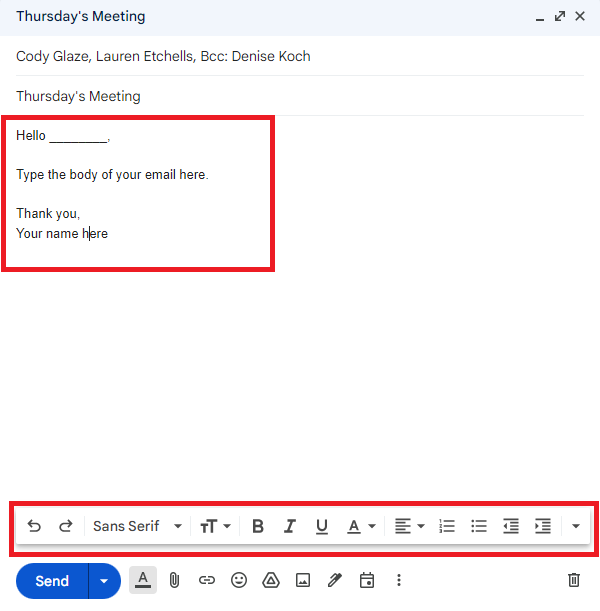 Thursday's Meeting
Cody Glaze, Lauren Etchells, Bcc: Denise Koch
Thursday's Meeting
Hello ________,
Type the body of your email here.
Thank you,
Your name here
Sans Serif
Send